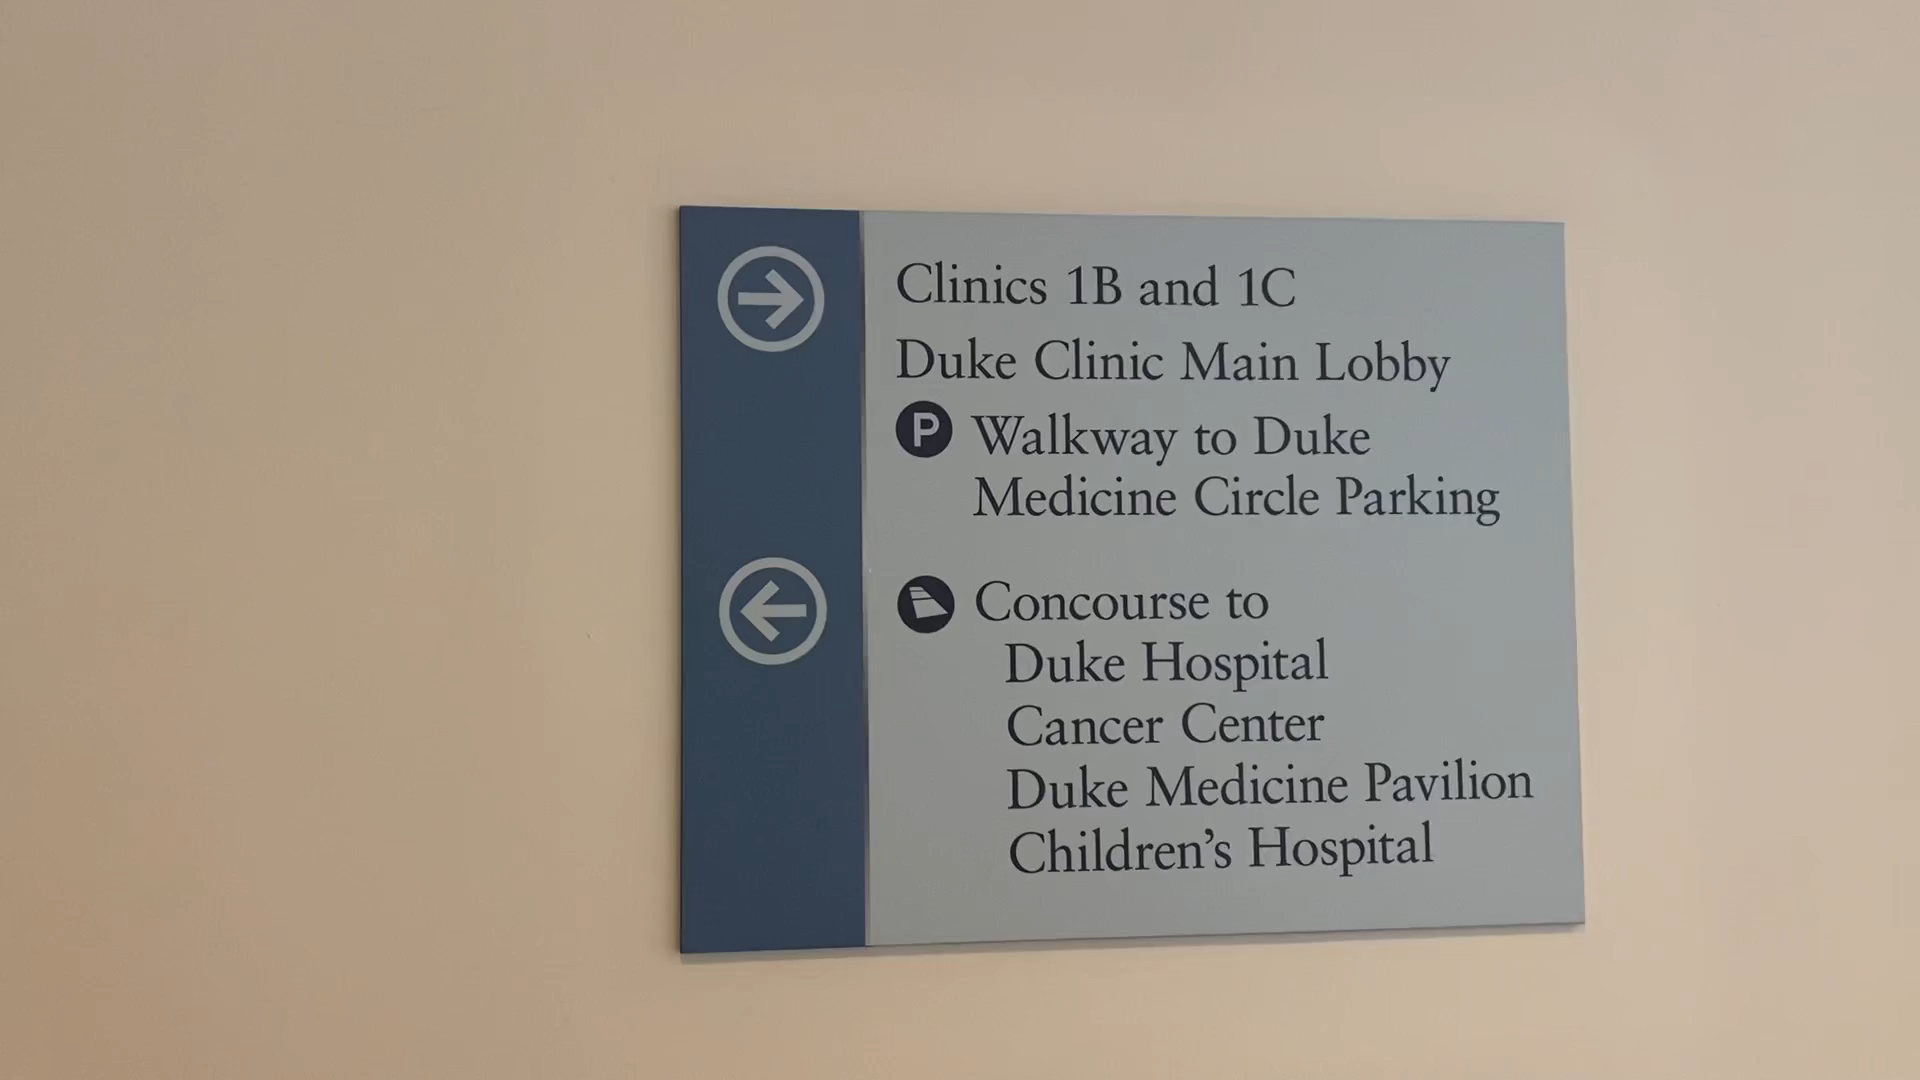 Clinics 1B and 1C
Duke Clinic Main Lobby
P Walkway to Duke
Medicine Circle Parking
Concourse to
Duke Hospital
Cancer Center
Duke Medicine Pavilion
Children’s Hospital